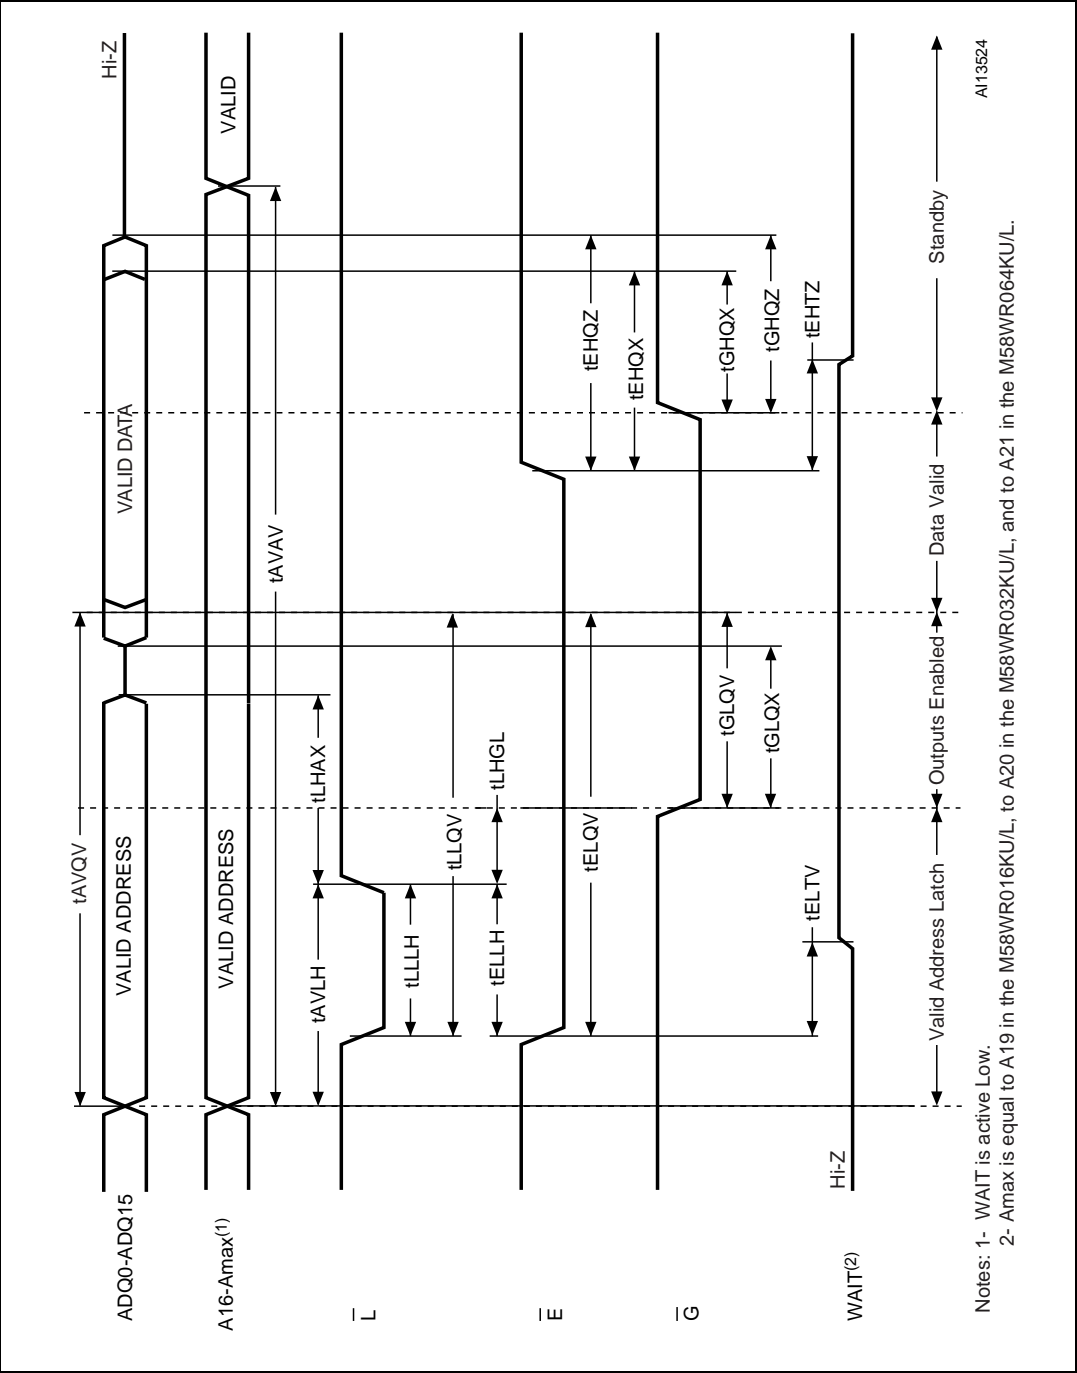 ADQ0-ADQ15
VALID ADDRESS
VALID DATA
Hi-Z
tAVQV
A16-Amax(1)
VALID ADDRESS
VALID
tAVAV
tAVLH
tLHAX
L
tLLLH
tLLQV
tELLH
tLHGL
E
tELQV
tEHQZ
tEHQX
G
tGLQV
tGHQX
tGLQX
tGHQZ
tELTV
tEHTZ
WAIT(2)
Hi-Z
Valid Address Latch
Outputs Enabled
Data Valid
Standby
Notes: 1- WAIT is active Low.
2- Amax is equal to A19 in the M58WR016KU/L, to A20 in the M58WR032KU/L, and to A21 in the M58WR064KU/L.
AI13524